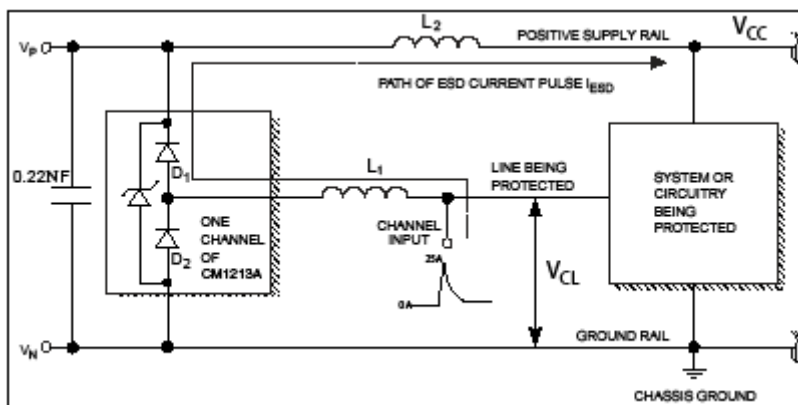 L2
POSITIVE SUPPLY RAIL
VCC
VP
PATH OF ESD CURRENT PULSE IESD
D1
L1
0.22NF
LINE BEING
PROTECTED
SYSTEM OR
CIRCUITRY
BEING
PROTECTED
ONE
CHANNEL
OF
CM1213A
D2
CHANNEL
INPUT
25A
0A
VCL
VN
GROUND RAIL
CHASSIS GROUND